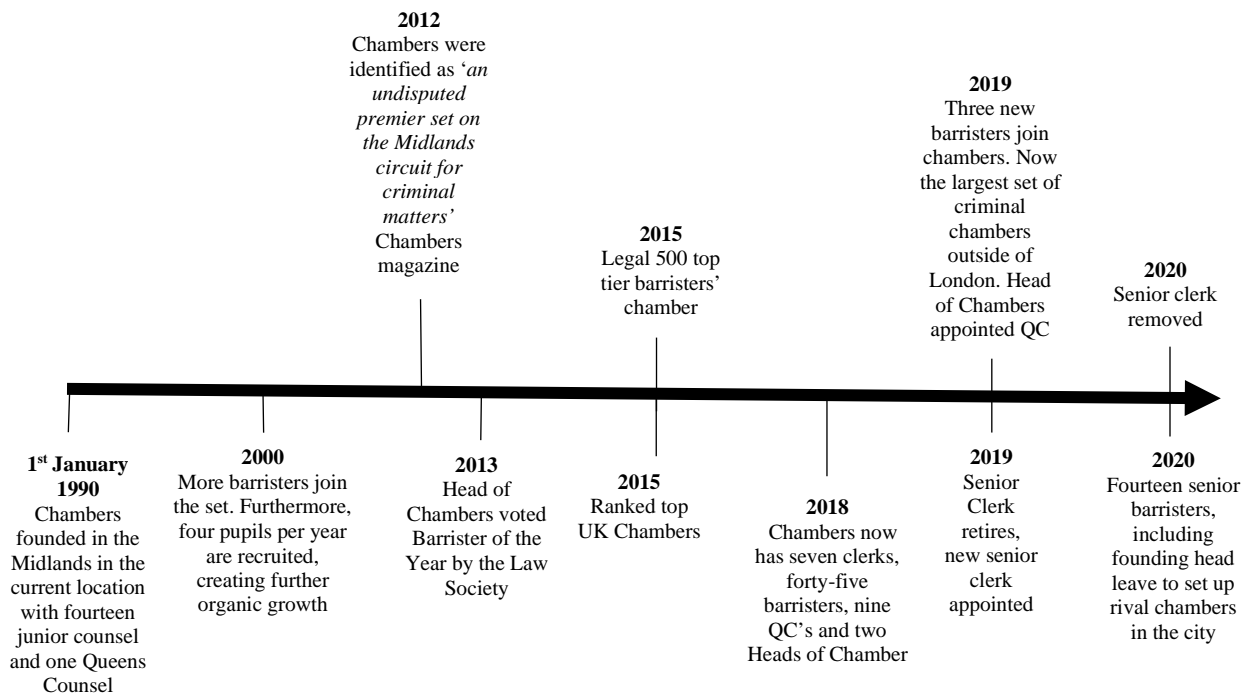 2012
Chambers were
identified as ‘an
undisputed
premier set on
the Midlands
circuit for
criminal
matters’
Chambers
magazine
2015
Legal 500 top
tier barristers’
chamber
2019
Three new
barristers join
chambers. Now
the largest set of
criminal
chambers
outside of
London. Head
of Chambers
appointed QC
2020
Senior clerk
removed
1st January
1990
Chambers
founded in the
Midlands in the
current location
with fourteen
junior counsel
and one Queens
Counsel
2000
More barristers join
the set. Furthermore,
four pupils per year
are recruited,
creating further
organic growth
2013
Head of
Chambers voted
Barrister of the
Year by the Law
Society
2015
Ranked top
UK Chambers
2018
Chambers now
has seven clerks,
forty-five
barristers, nine
QC's and two
Heads of Chamber
2019
Senior
Clerk
retires,
new senior
clerk
appointed
2020
Fourteen senior
barristers,
including
founding head
leave to set up
rival chambers
in the city